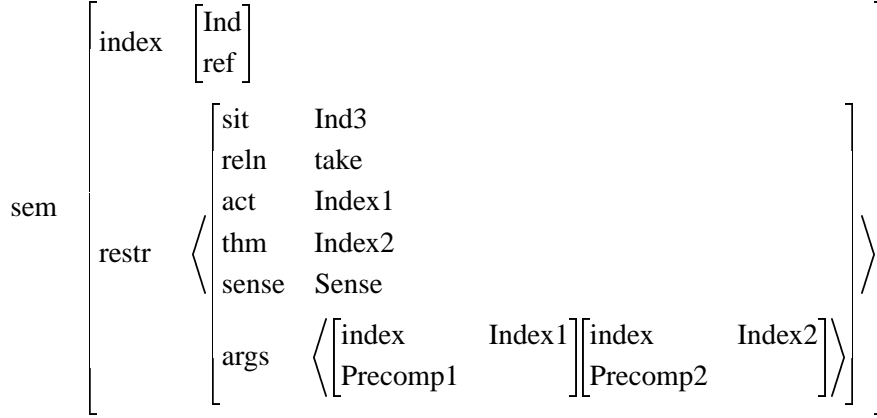 index Ind
ref
sit Ind3
reln take
act Index1
sem
restr
thm Index2
sense Sense
args
index Index1 index Index2
Precomp1 Precomp2